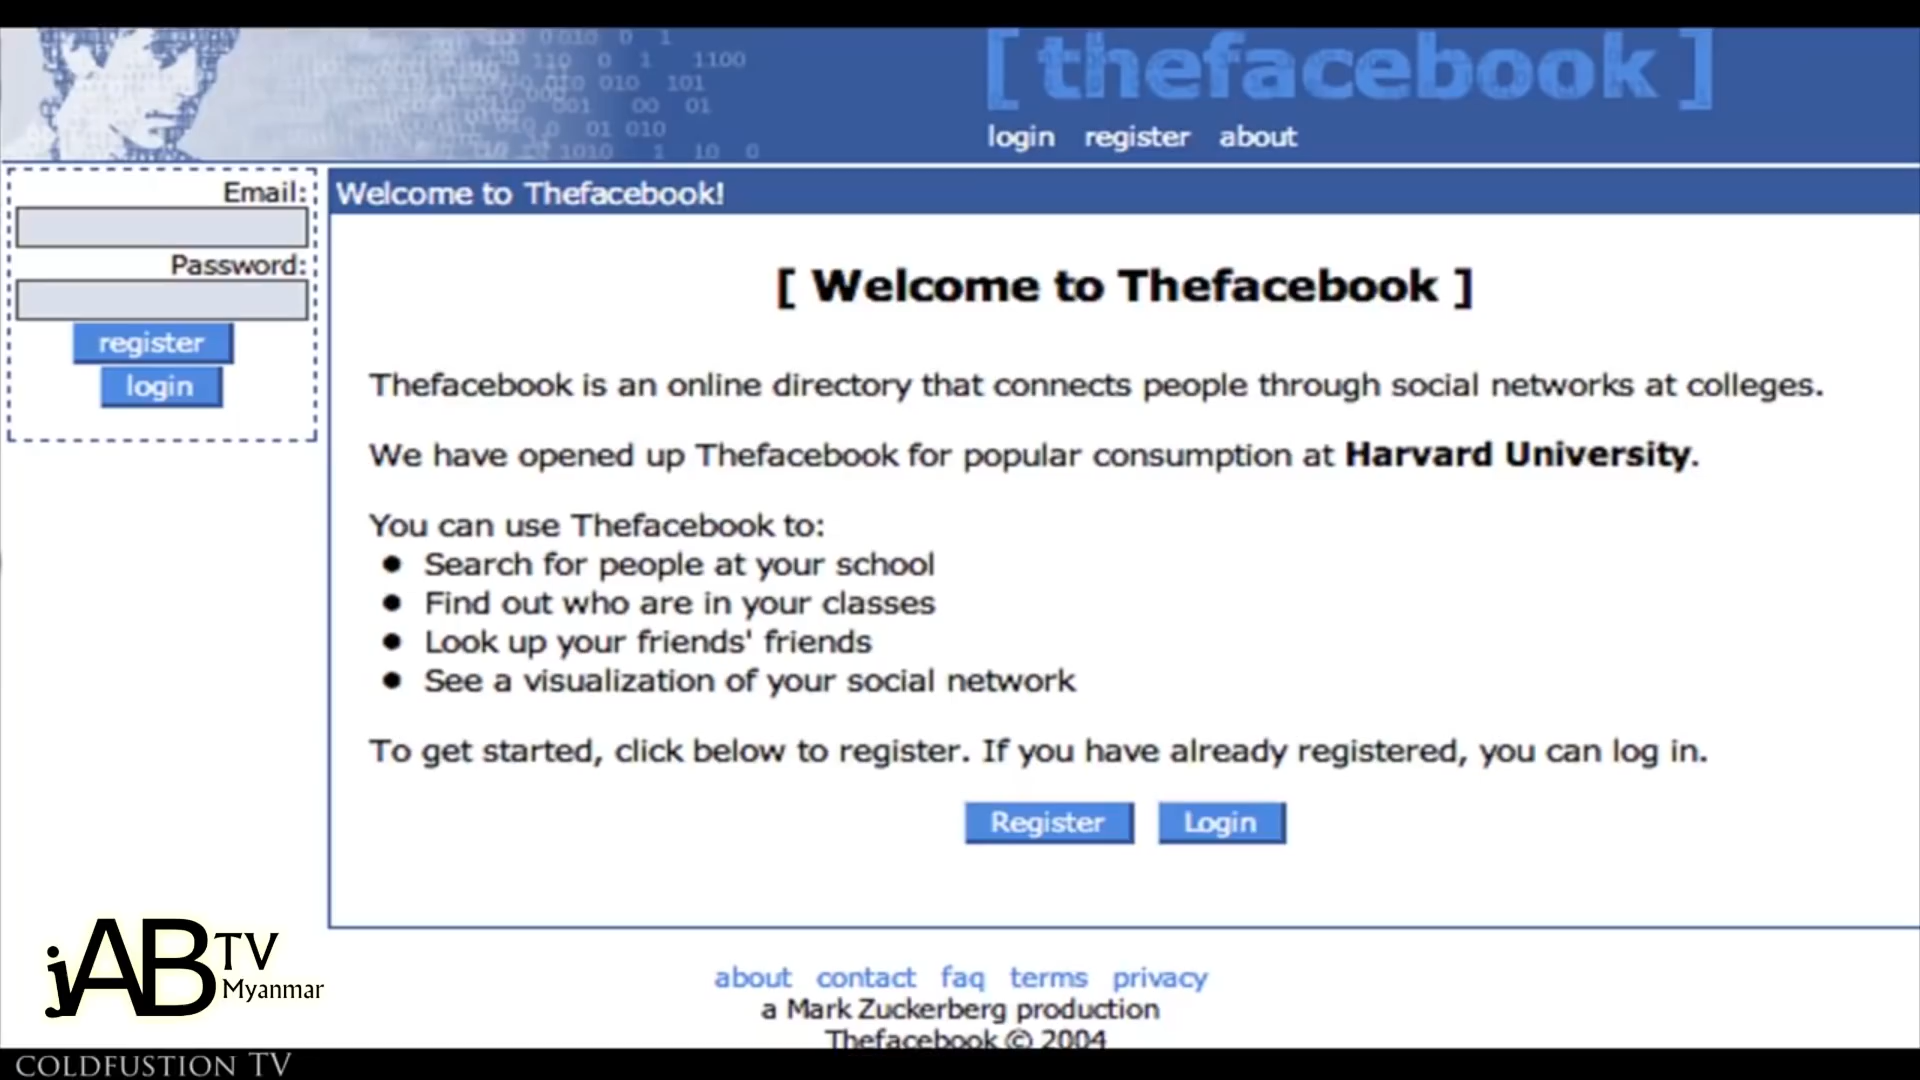 [ thefacebook ]
login register about
Email:
Password:
register
login
Welcome to Thefacebook!
[ Welcome to Thefacebook ]
Thefacebook is an online directory that connects people through social networks at colleges.
We have opened up Thefacebook for popular consumption at Harvard University.
You can use Thefacebook to:
● Search for people at your school
● Find out who are in your classes
● Look up your friends' friends
● See a visualization of your social network
To get started, click below to register. If you have already registered, you can log in.
Register Login
about contact faq terms privacy
a Mark Zuckerberg production
Thefacebook © 2004
jAB TV
Myanmar
COLDFUSTION TV